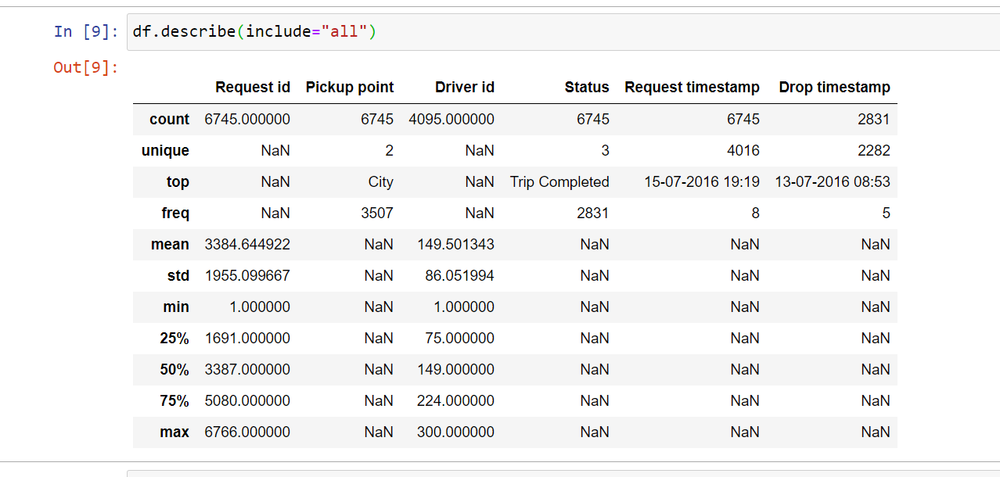 In [9]: df.describe(include="all")
Out[9]:
Request id Pickup point Driver id Status Request timestamp Drop timestamp
count 6745.000000 6745 4095.000000 6745 6745 2831
unique NaN 2 NaN 3 4016 2282
top NaN City NaN Trip Completed 15-07-2016 19:19 13-07-2016 08:53
freq NaN 3507 NaN 2831 8 5
mean 3384.644922 NaN 149.501343 NaN NaN NaN
std 1955.099667 NaN 86.051994 NaN NaN NaN
min 1.000000 NaN 1.000000 NaN NaN NaN
25% 1691.000000 NaN 75.000000 NaN NaN NaN
50% 3387.000000 NaN 149.000000 NaN NaN NaN
75% 5080.000000 NaN 224.000000 NaN NaN NaN
max 6766.000000 NaN 300.000000 NaN NaN NaN